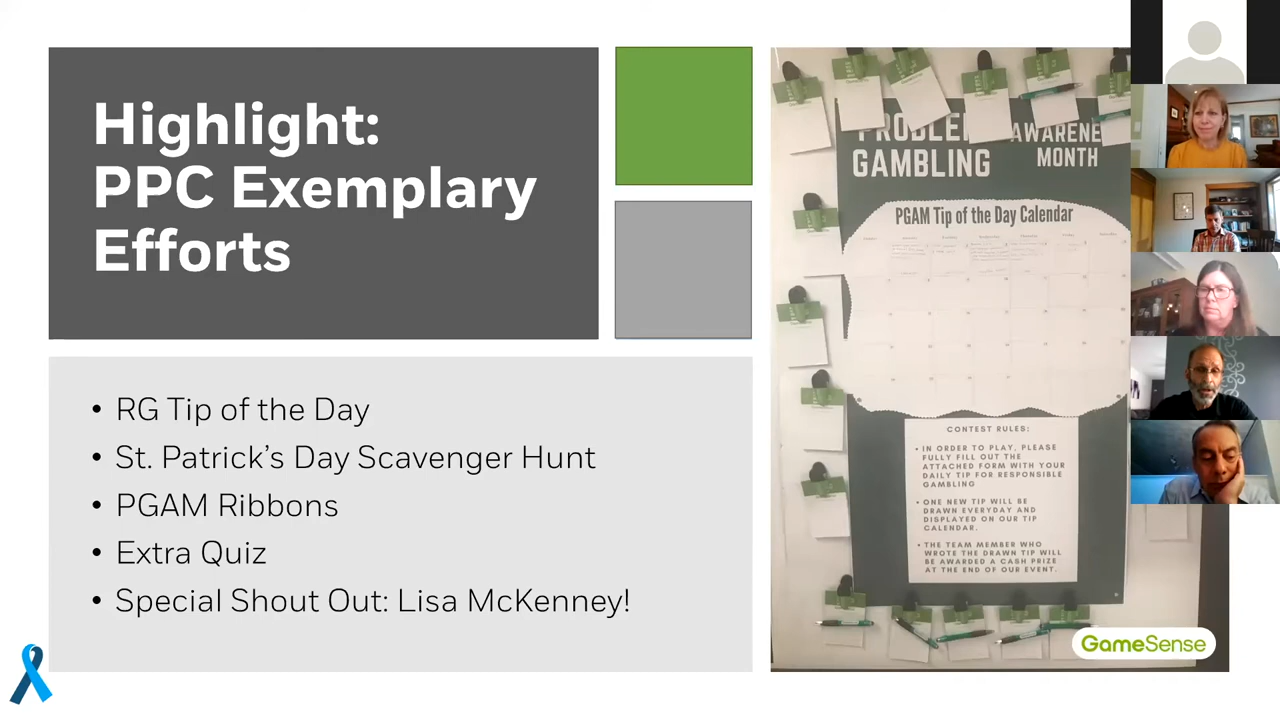 Highlight:
PPC Exemplary
Efforts
• RG Tip of the Day
• St. Patrick's Day Scavenger Hunt
• PGAM Ribbons
• Extra Quiz
• Special Shout Out: Lisa McKenney!
GAMBLING
MONTH
PGAM Tip of the Day Calendar
CONTEST RULES:
• IN ORDER TO PLAY, PLEASE
FULLY FILL OUT THE
ATTACHED FORM WITH YOUR
DAILY TIP FOR RESPONSIBLE
GAMBLING
• ONE NEW TIP WILL BE
DRAWN EVERYDAY AND
DISPLAYED ON OUR TIP
CALENDAR.
• THE TEAM MEMBER WHO
WROTE THE DRAWN TIP WILL
BE AWARDED A CASH PRIZE
AT THE END OF OUR EVENT.
GameSense